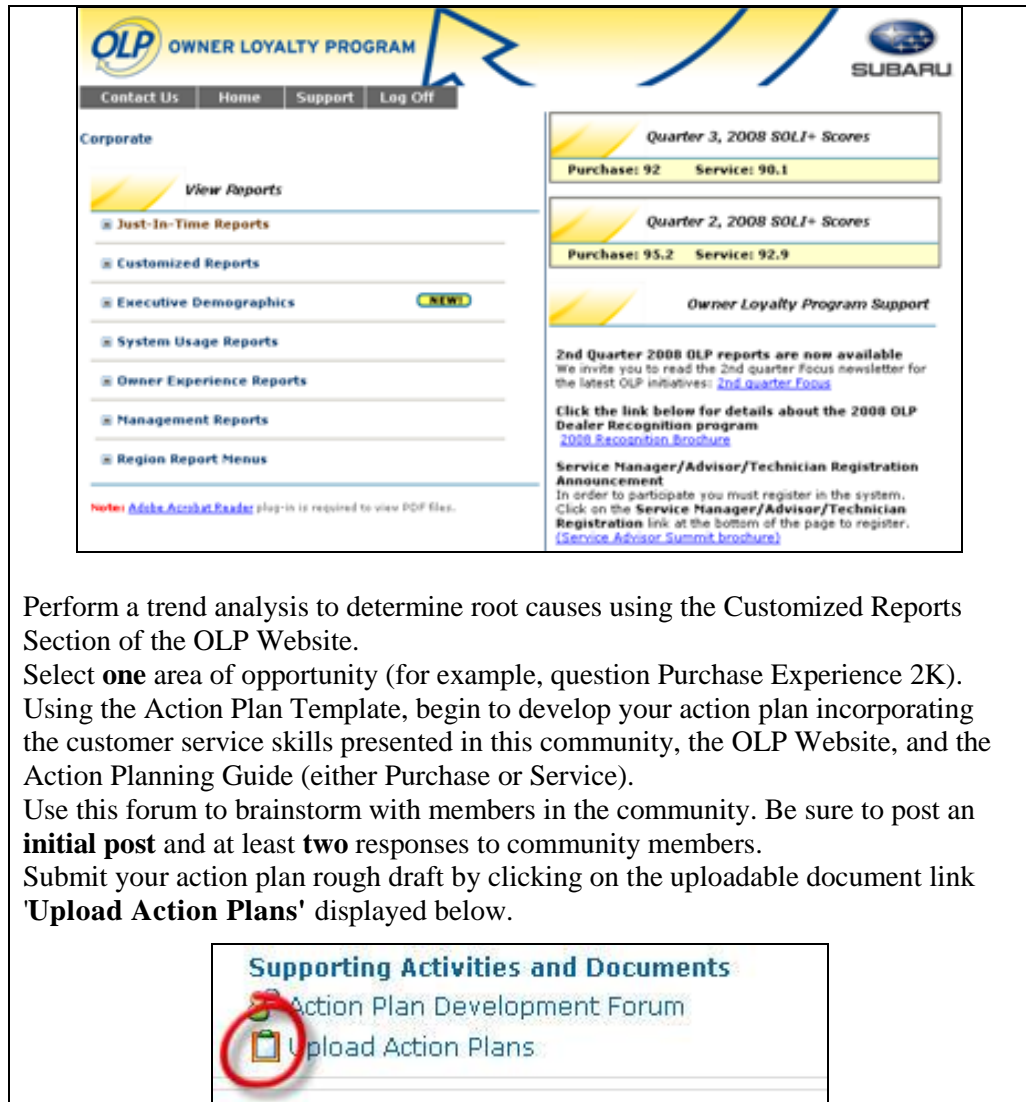 OLP OWNER LOYALTY PROGRAM
SUBARU
Contact Us Home Support Log Off
Corporate
View Reports
Just-In-Time Reports
Customized Reports
Executive Demographics NEW!
System Usage Reports
Owner Experience Reports
Management Reports
Region Report Menus
Note: Adobe Acrobat Reader plug-in is required to view PDF files.
Quarter 3, 2008 SOLI+ Scores
Purchase: 92 Service: 90.1
Quarter 2, 2008 SOLI+ Scores
Purchase: 95.2 Service: 92.9
Owner Loyalty Program Support
2nd Quarter 2008 OLP reports are now available
We invite you to read the 2nd quarter Focus newsletter for
the latest OLP initiatives: 2nd quarter Focus
Click the link below for details about the 2008 OLP
Dealer Recognition program
2008 Recognition Brochure
Service Manager/Advisor/Technician Registration
Announcement
In order to participate you must register in the system.
Click on the Service Manager/Advisor/Technician
Registration link at the bottom of the page to register.
(Service Advisor Summit brochure)
Perform a trend analysis to determine root causes using the Customized Reports
Section of the OLP Website.
Select one area of opportunity (for example, question Purchase Experience 2K).
Using the Action Plan Template, begin to develop your action plan incorporating
the customer service skills presented in this community, the OLP Website, and the
Action Planning Guide (either Purchase or Service).
Use this forum to brainstorm with members in the community. Be sure to post an
initial post and at least two responses to community members.
Submit your action plan rough draft by clicking on the uploadable document link
'Upload Action Plans' displayed below.
Supporting Activities and Documents
Action Plan Development Forum
Upload Action Plans